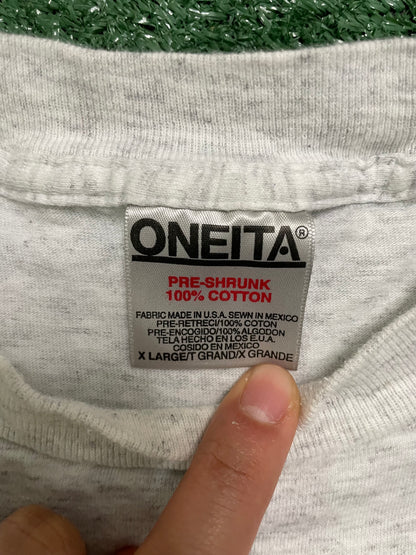 ONEITA®
PRE-SHRUNK
100% COTTON
FABRIC MADE IN U.S.A. SEWN IN MEXICO
PRE-RETRECI/100% COTON
PRE-ENCOGIDO/100% ALGODON
TELA HECHO EN LOS E.U.A.
COSIDO EN MEXICO
X LARGE/T GRAND/X GRANDE